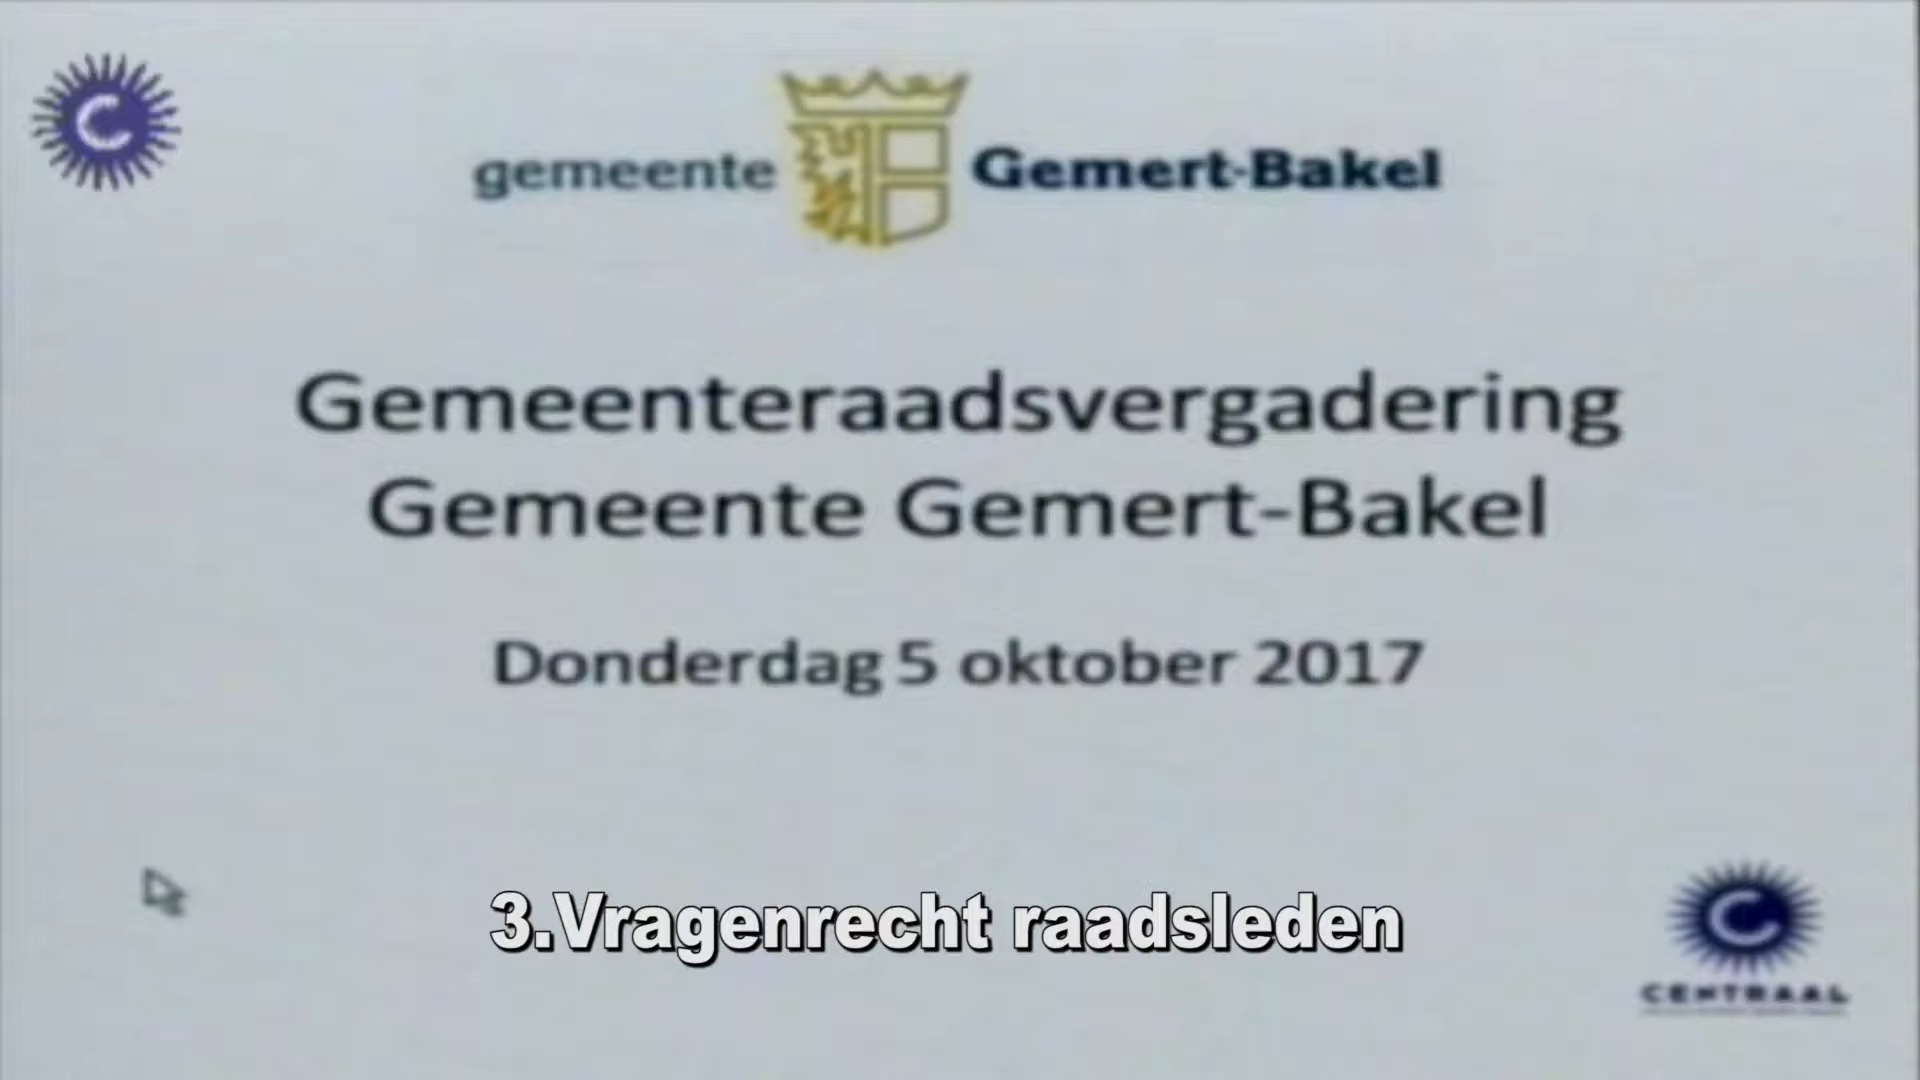 C
gemeente Gemert-Bakel
Gemeenteraadsvergadering
Gemeente Gemert-Bakel
Donderdag 5 oktober 2017
3.Vragenrecht raadsleden
C
CENTRAAL